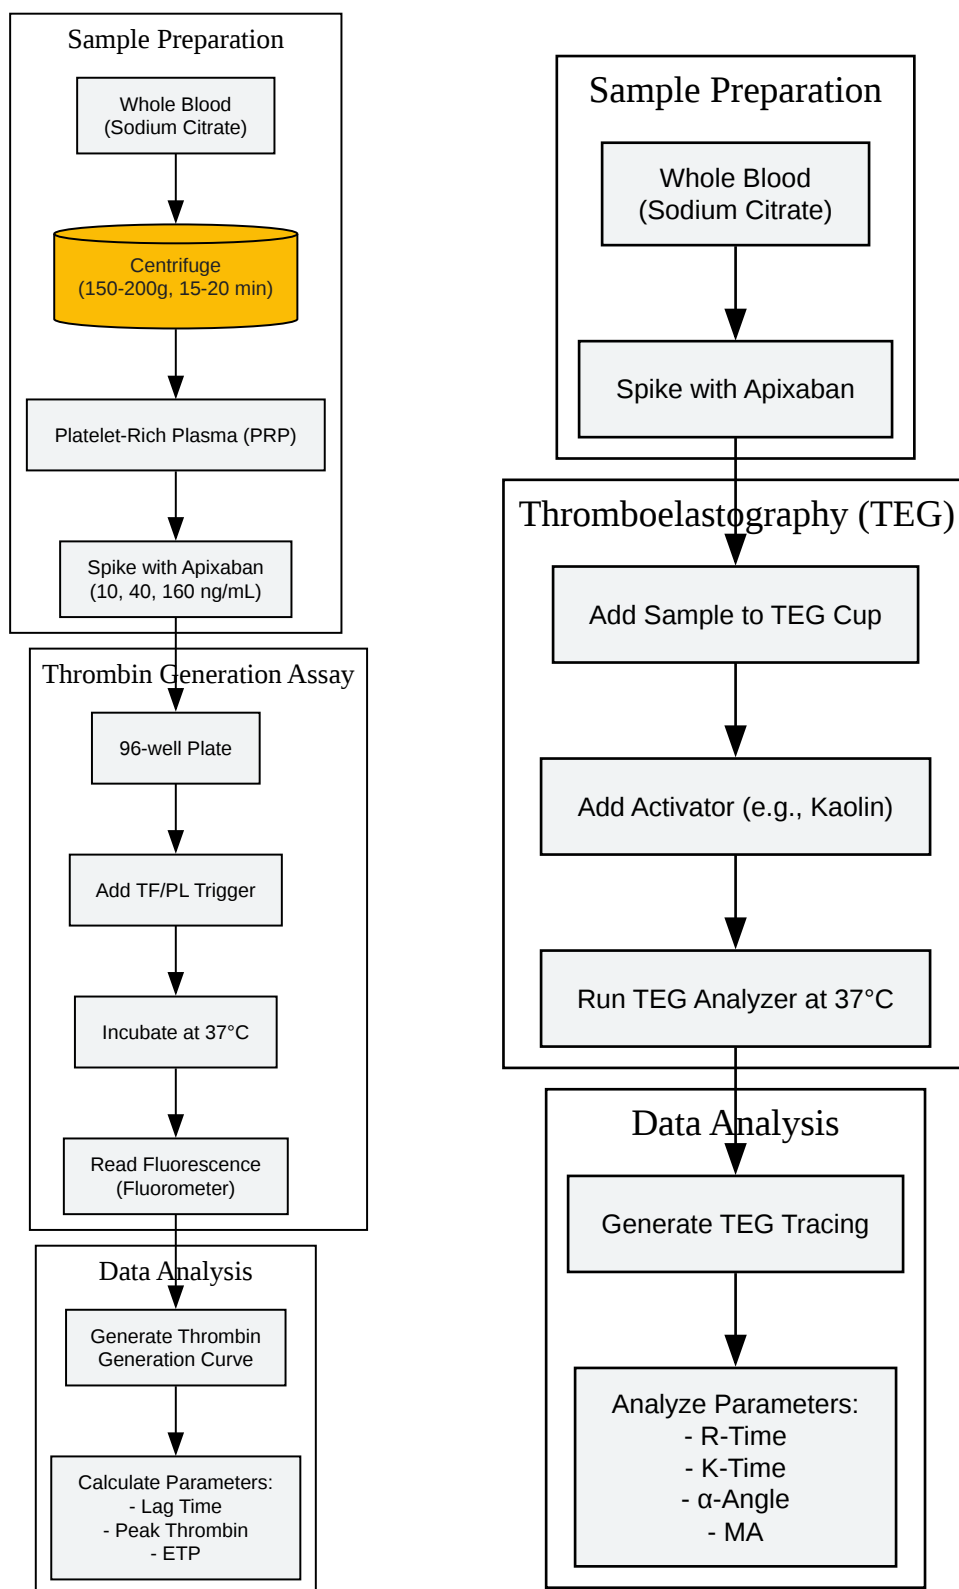 Sample Preparation
Whole Blood
(Sodium Citrate)
Centrifuge
(150-200g, 15-20 min)
Platelet-Rich Plasma (PRP)
Spike with Apixaban
(10, 40, 160 ng/mL)
Thrombin Generation Assay
96-well Plate
Add TF/PL Trigger
Incubate at 37°C
Read Fluorescence
(Fluorometer)
Data Analysis
Generate Thrombin
Generation Curve
Calculate Parameters:
- Lag Time
- Peak Thrombin
- ETP
Sample Preparation
Whole Blood
(Sodium Citrate)
Spike with Apixaban
Thromboelastography (TEG)
Add Sample to TEG Cup
Add Activator (e.g., Kaolin)
Run TEG Analyzer at 37°C
Data Analysis
Generate TEG Tracing
Analyze Parameters:
- R-Time
- K-Time
- α-Angle
- MA